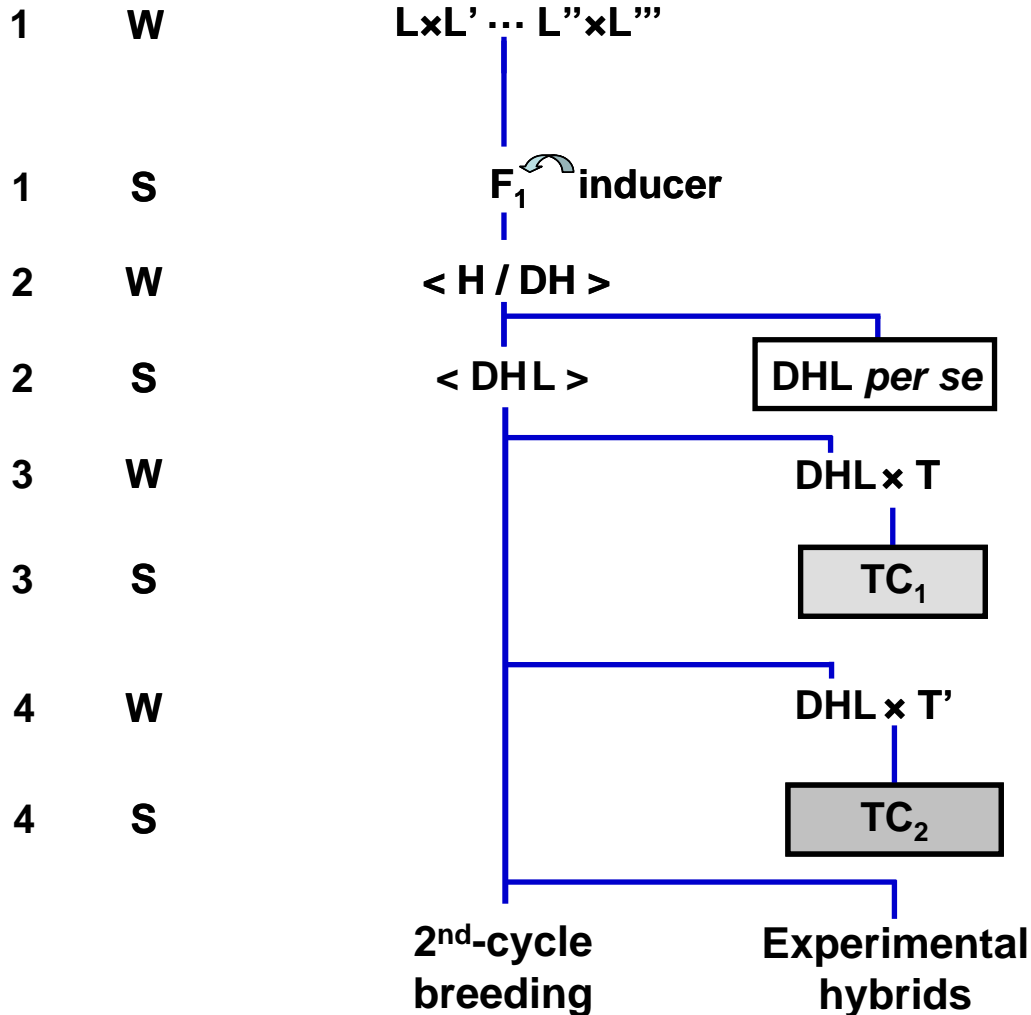 1 W L×L’ ... L’’×L’’’
1 S F₁ inducer
2 W < H / DH >
2 S < DHL > DHL per se
3 W DHL × T
3 S TC₁
4 W DHL × T’
4 S TC₂
2nd-cycle Experimental
breeding hybrids